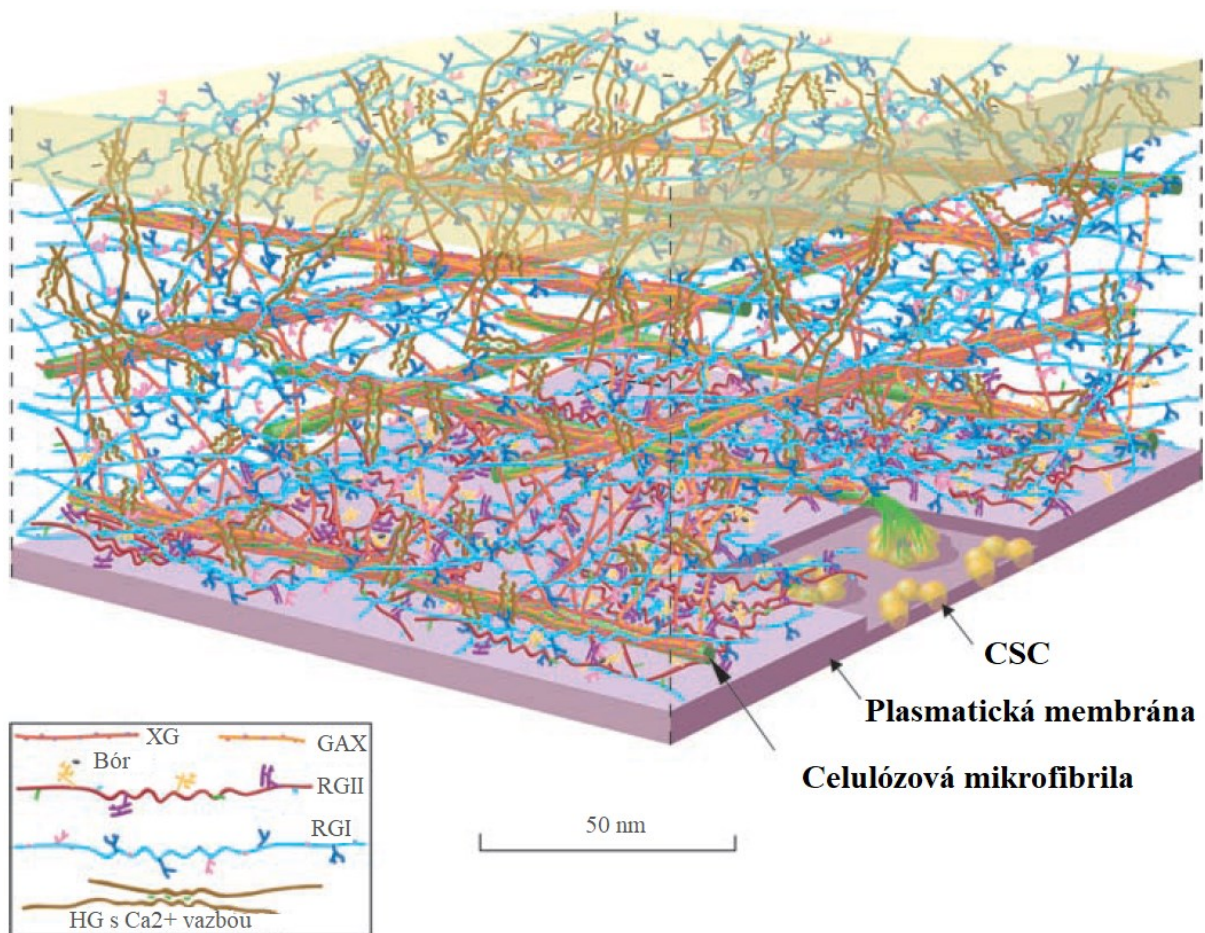 CSC
Plasmatická membrána
Celulózová mikrofibrila
XG
GAX
Bór
RGII
RGI
HG s Ca2+ vazbou
50 nm